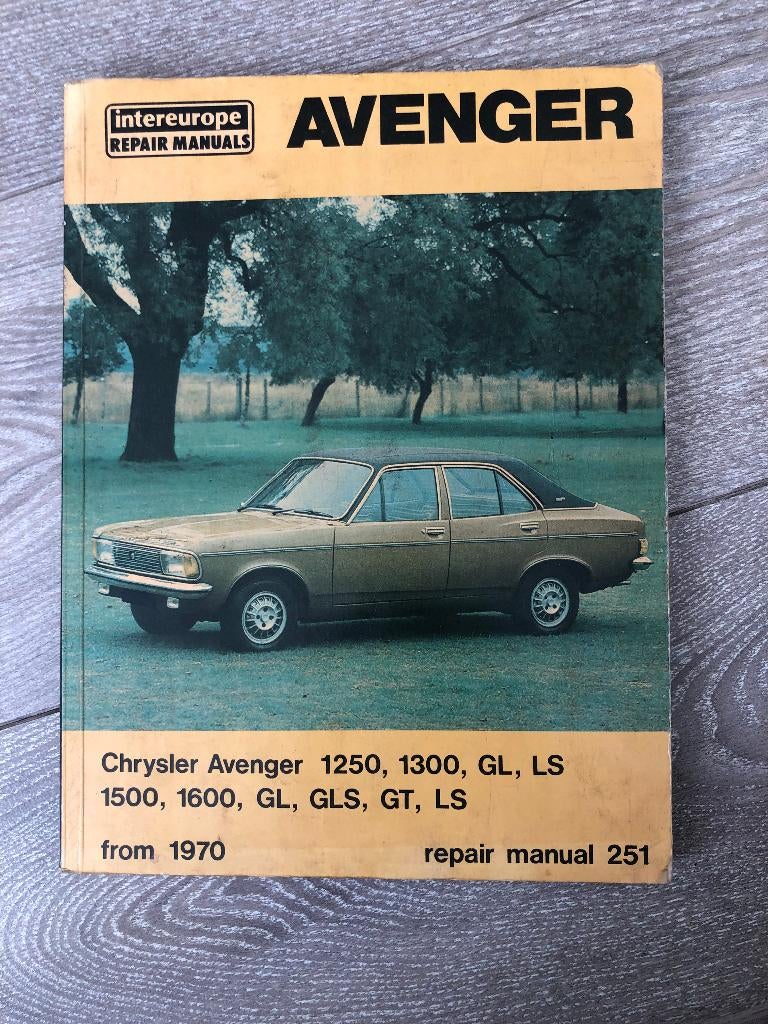 intereurope
REPAIR MANUALS
AVENGER
Chrysler Avenger 1250, 1300, GL, LS
1500, 1600, GL, GLS, GT, LS
from 1970
repair manual 251